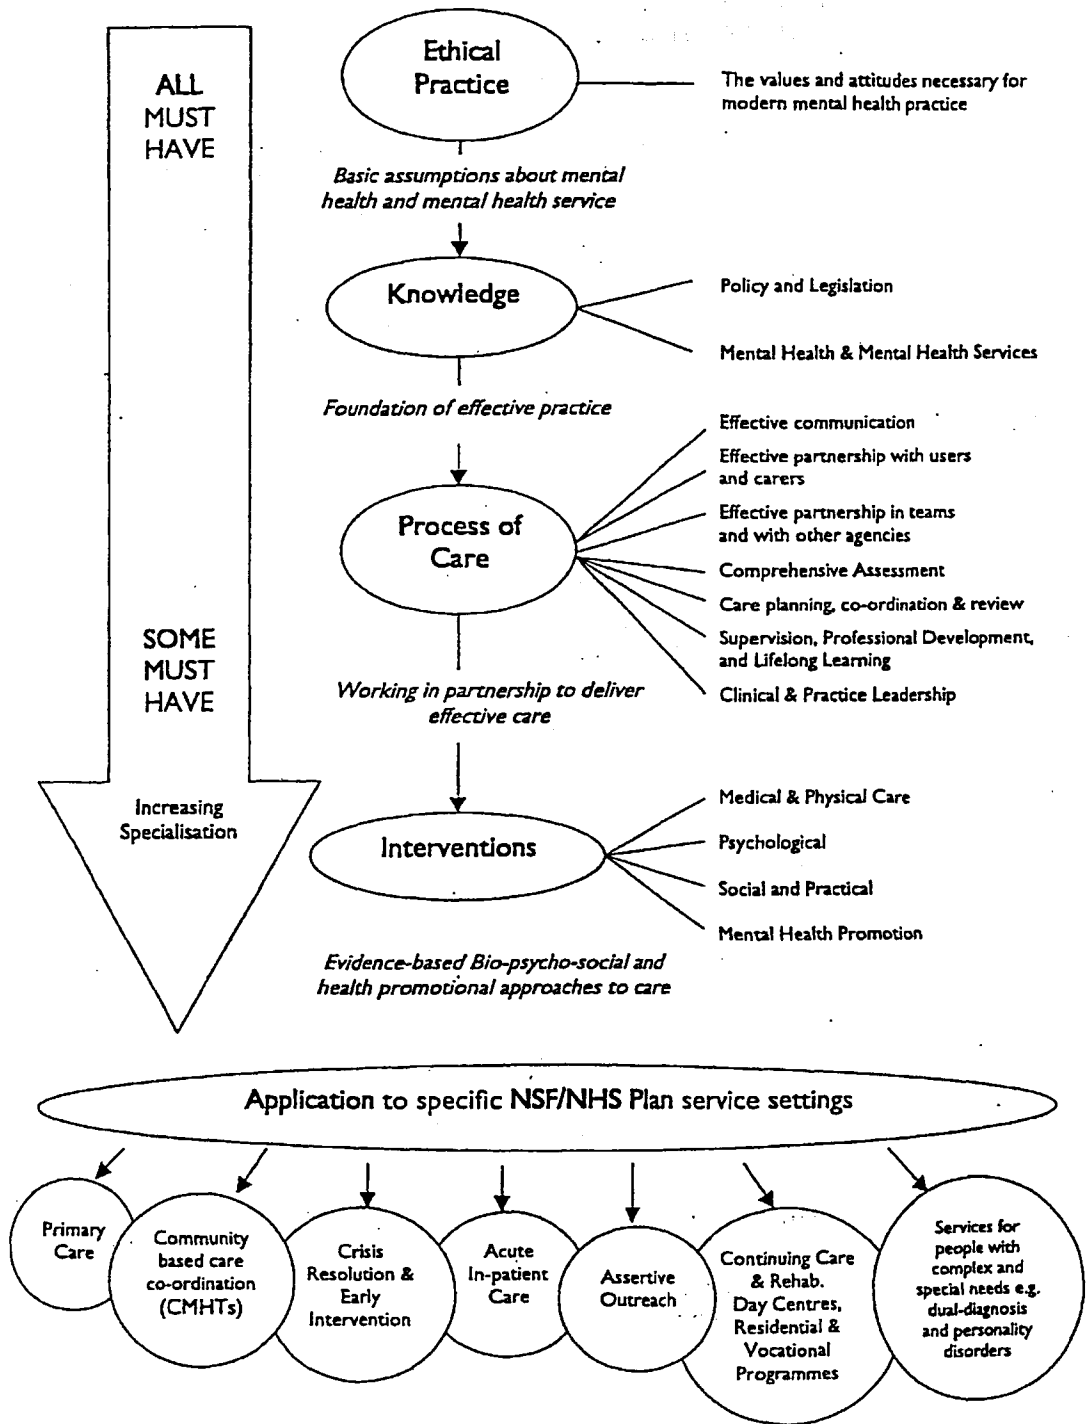 ALL
MUST
HAVE
SOME
MUST
HAVE
Increasing
Specialisation
Ethical
Practice
The values and attitudes necessary for
modern mental health practice
Basic assumptions about mental
health and mental health service
Knowledge
Policy and Legislation
Mental Health & Mental Health Services
Foundation of effective practice
Process of
Care
Effective communication
Effective partnership with users
and carers
Effective partnership in teams
and with other agencies
Comprehensive Assessment
Care planning, co-ordination & review
Supervision, Professional Development,
and Lifelong Learning
Clinical & Practice Leadership
Working in partnership to deliver
effective care
Interventions
Medical & Physical Care
Psychological
Social and Practical
Mental Health Promotion
Evidence-based Bio-psycho-social and
health promotional approaches to care
Application to specific NSF/NHS Plan service settings
Primary
Care
Community
based care
co-ordination
(CMHTs)
Crisis
Resolution &
Early
Intervention
Acute
In-patient
Care
Assertive
Outreach
Continuing Care
& Rehab.
Day Centres,
Residential &
Vocational
Programmes
Services for
people with
complex and
special needs e.g.
dual-diagnosis
and personality
disorders